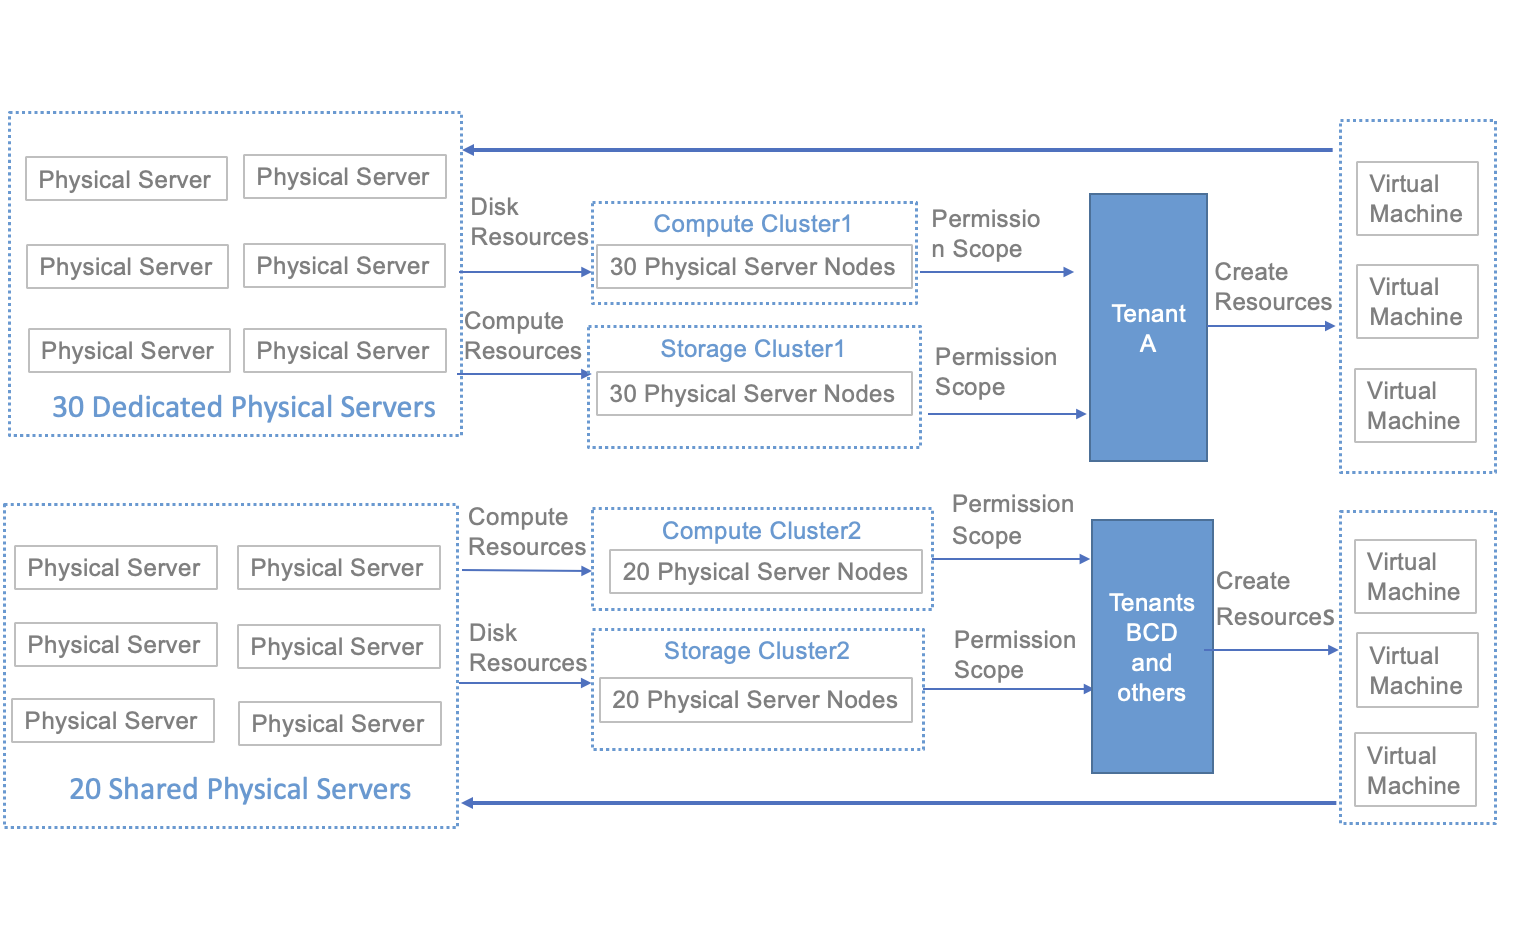 Physical Server
Physical Server
Physical Server
Physical Server
Physical Server
Physical Server
30 Dedicated Physical Servers
Disk
Resources
Compute
Resources
Compute Cluster1
30 Physical Server Nodes
Storage Cluster1
30 Physical Server Nodes
Permissio
n Scope
Permission
Scope
Tenant
A
Create
Resources
Virtual
Machine
Virtual
Machine
Virtual
Machine
Physical Server
Physical Server
Physical Server
Physical Server
Physical Server
Physical Server
20 Shared Physical Servers
Compute
Resources
Disk
Resources
Compute Cluster2
20 Physical Server Nodes
Storage Cluster2
20 Physical Server Nodes
Permission
Scope
Permission
Scope
Tenants
BCD
and
others
Create
Resources
Virtual
Machine
Virtual
Machine
Virtual
Machine